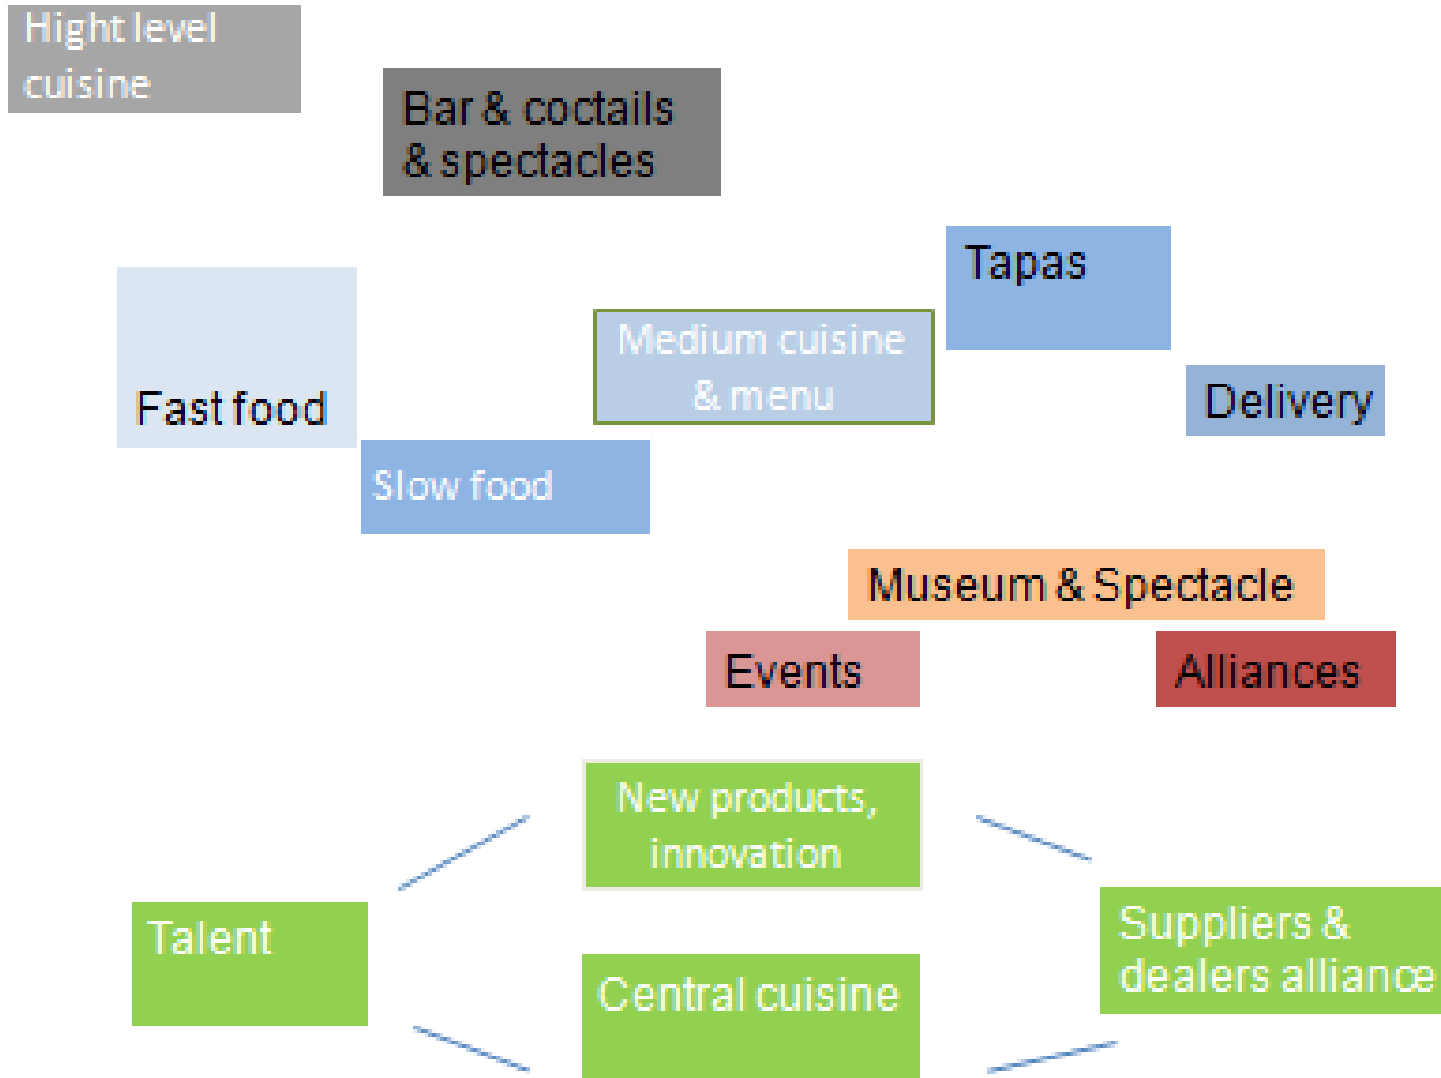 Hight level
cuisine
Bar & coctails
& spectacles
Tapas
Fast food
Medium cuisine
& menu
Delivery
Slow food
Museum & Spectacle
Events
Alliances
New products,
innovation
Talent
Suppliers &
dealers alliance
Central cuisine